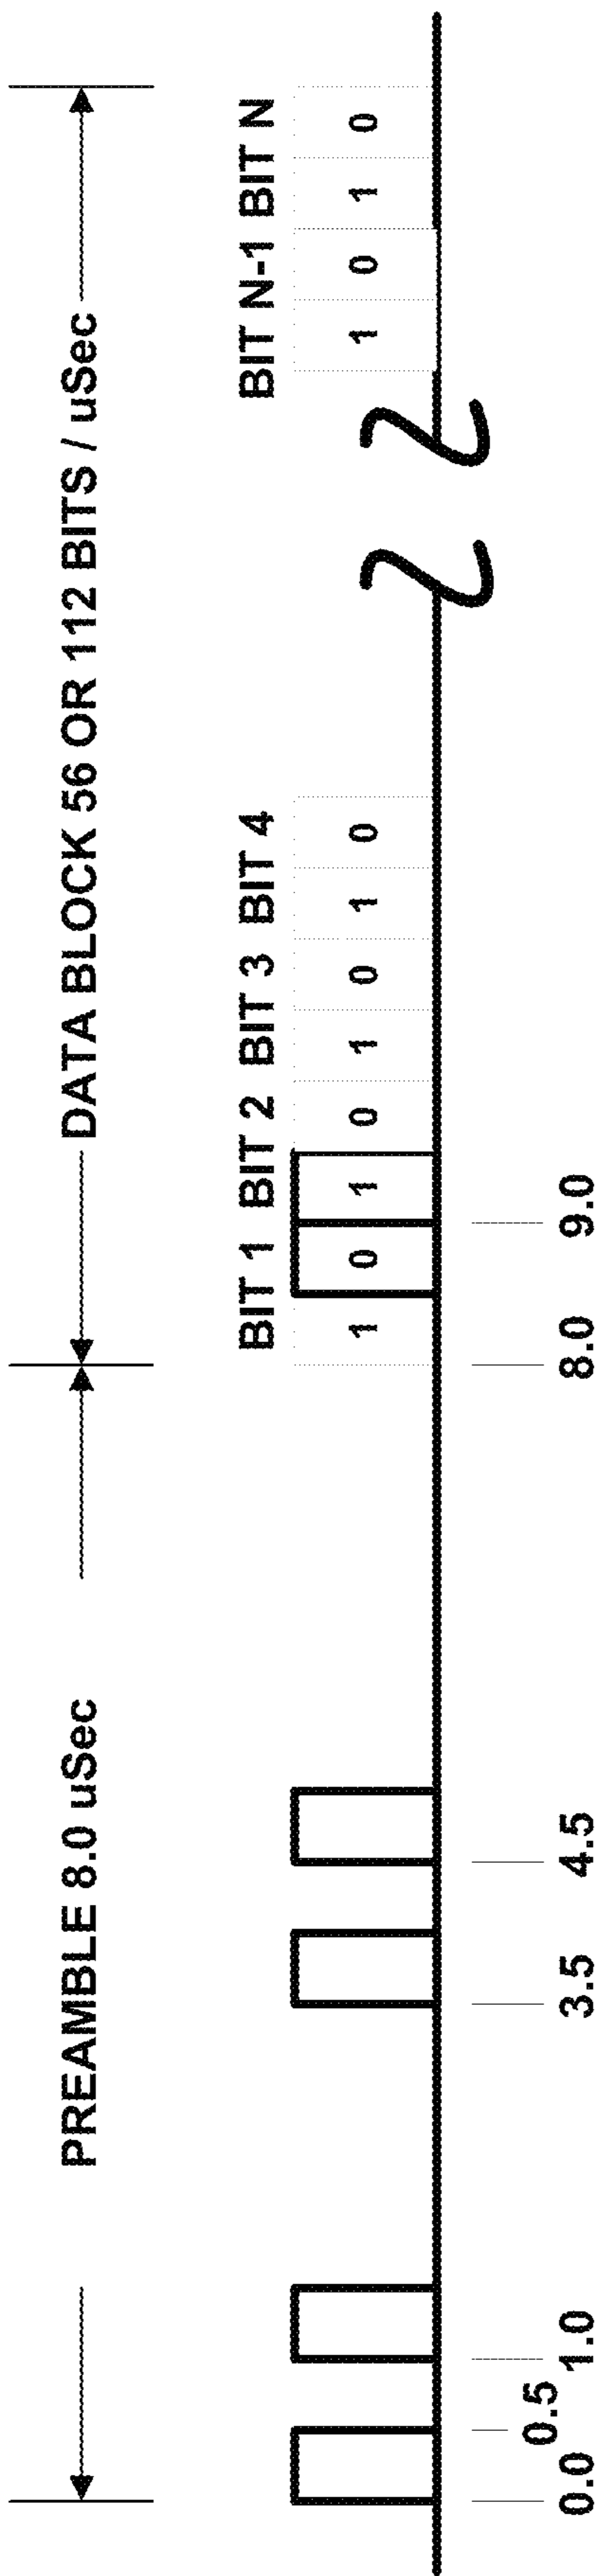 PREAMBLE 8.0 uSec
DATA BLOCK 56 OR 112 BITS / uSec
BIT 1 BIT 2 BIT 3 BIT 4
BIT N-1 BIT N
1 0 1 0 1 0 1 0
1 0 1 0
0.0
0.5
1.0
3.5
4.5
8.0
9.0